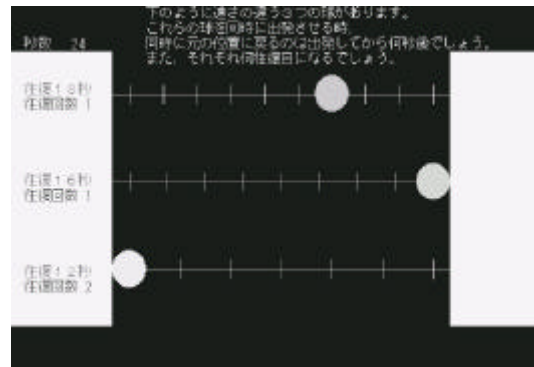 下のように速さの違う３つの球があります。
これらの球を同時に出発させる時、
同時に元の位置に戻るのは出発してから何秒後でしょう。
また、それぞれ何往復目になるでしょう。
秒数 24
往復１８秒
往復回数 1
往復１６秒
往復回数 1
往復１２秒
往復回数 2